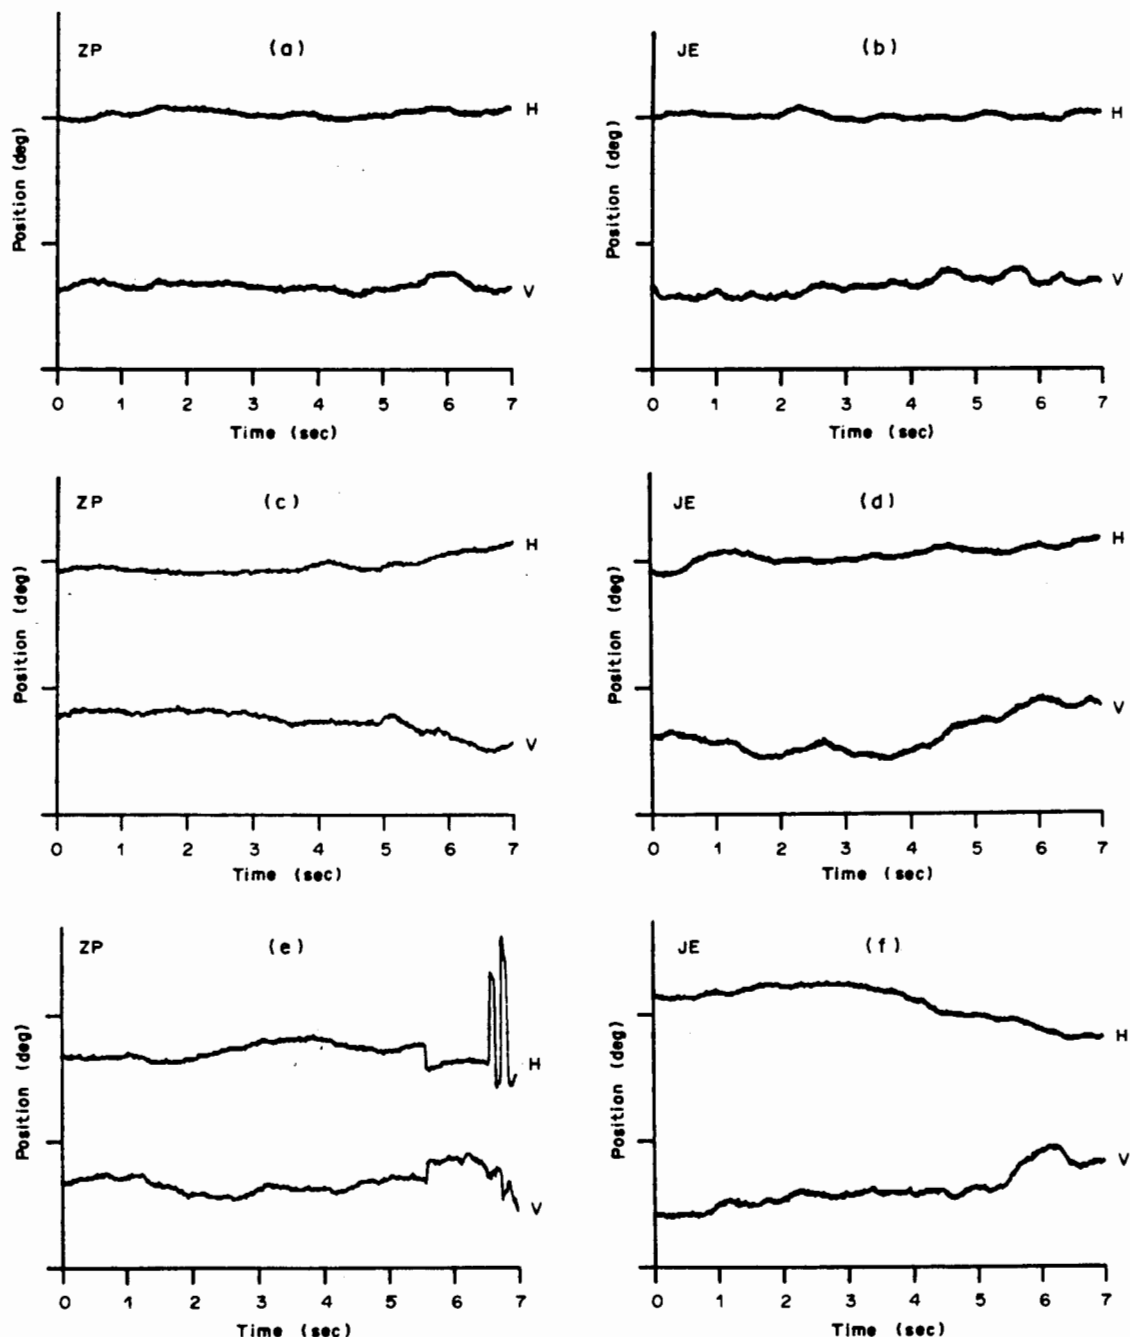 ZP (a)
H
Position (deg)
V
0 1 2 3 4 5 6 7
Time (sec)
JE (b)
H
Position (deg)
V
0 1 2 3 4 5 6 7
Time (sec)
ZP (c)
H
Position (deg)
V
0 1 2 3 4 5 6 7
Time (sec)
JE (d)
H
Position (deg)
V
0 1 2 3 4 5 6 7
Time (sec)
ZP (e)
Position (deg)
H
V
0 1 2 3 4 5 6 7
Time (sec)
JE (f)
Position (deg)
H
V
0 1 2 3 4 5 6 7
Time (sec)